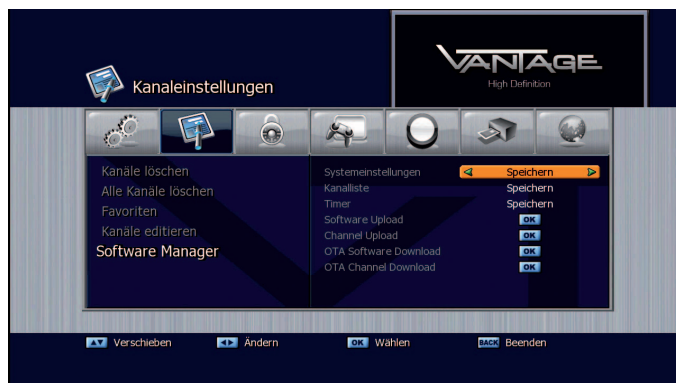 Kanaleinstellungen
VANTAGE
High Definition
Kanäle löschen
Alle Kanäle löschen
Favoriten
Kanäle editieren
Software Manager
Systemeinstellungen Speichern
Kanalliste Speichern
Timer Speichern
Software Upload OK
Channel Upload OK
OTA Software Download OK
OTA Channel Download OK
Verschieben Ändern OK Wählen BACK Beenden